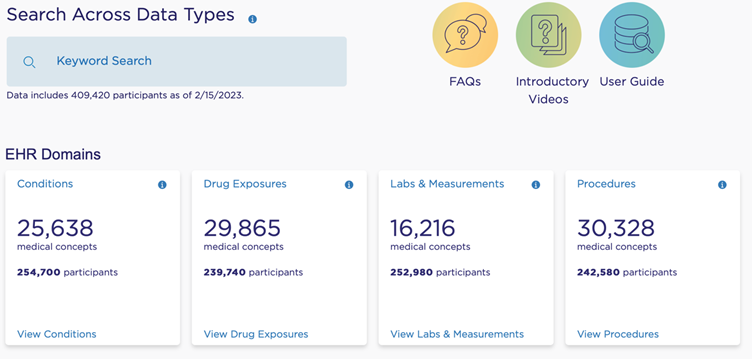 Search Across Data Types
Keyword Search
Data includes 409,420 participants as of 2/15/2023.
FAQs
Introductory
Videos
User Guide
EHR Domains
Conditions
25,638
medical concepts
254,700 participants
View Conditions
Drug Exposures
29,865
medical concepts
239,740 participants
View Drug Exposures
Labs & Measurements
16,216
medical concepts
252,980 participants
View Labs & Measurements
Procedures
30,328
medical concepts
242,580 participants
View Procedures